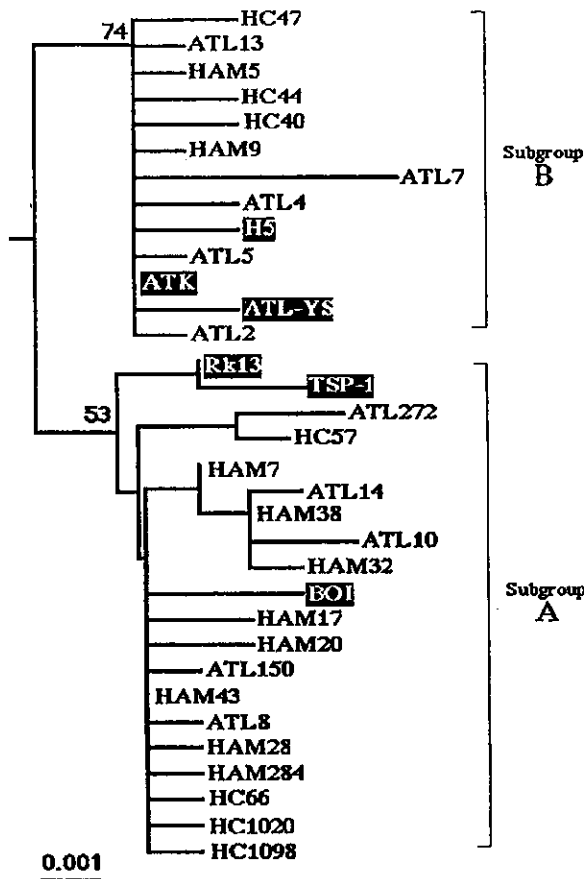 HC47
74
ATL13
HAM5
HC44
HC40
HAM9
Subgroup
B
ATL7
ATL4
H5
ATL5
ATK
ATL-YS
ATL2
Rk13
TSP-1
53
ATL272
HC57
HAM7
ATL14
HAM38
ATL10
HAM32
Subgroup
A
BOI
HAM17
HAM20
ATL150
HAM43
ATL8
HAM28
HAM284
HC66
HC1020
HC1098
0.001